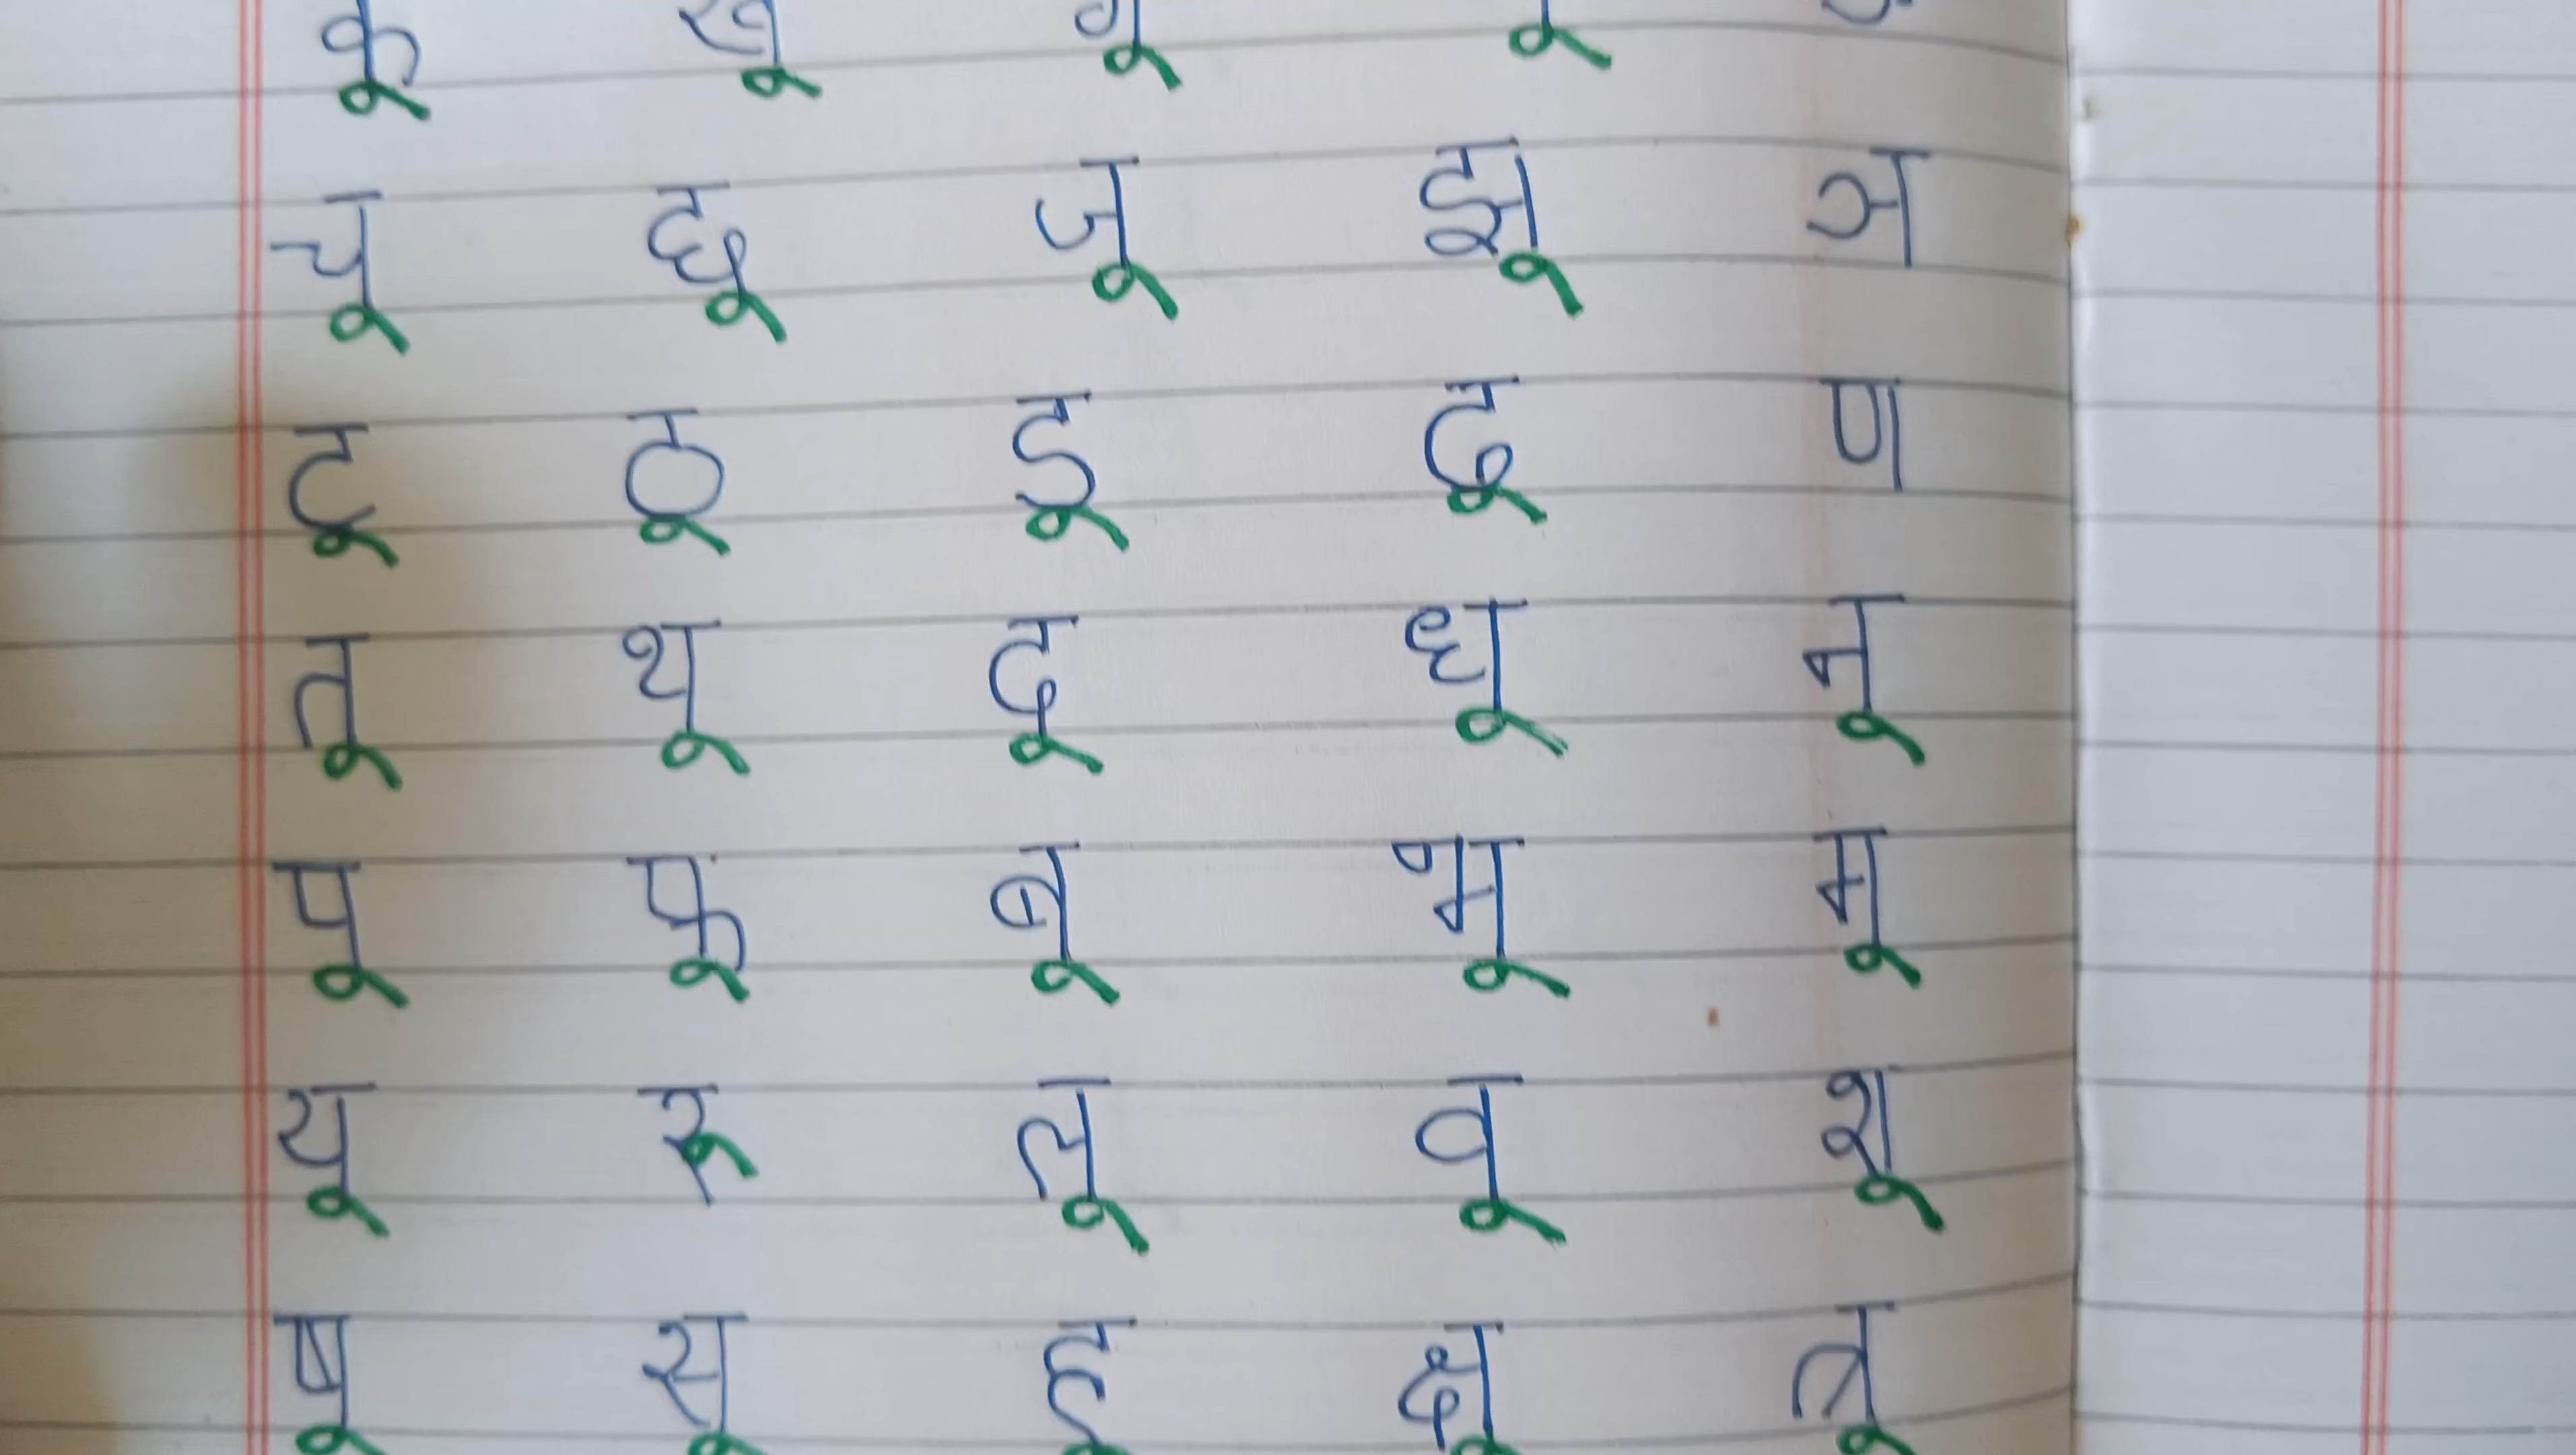 कू खू गू
चू छू जू झू ञ
टू ठू डू ढू ण
तू थू दू धू नू
पू फू बू भू मू
यू रू लू वू शू
षू सू हू क्षू त्रू